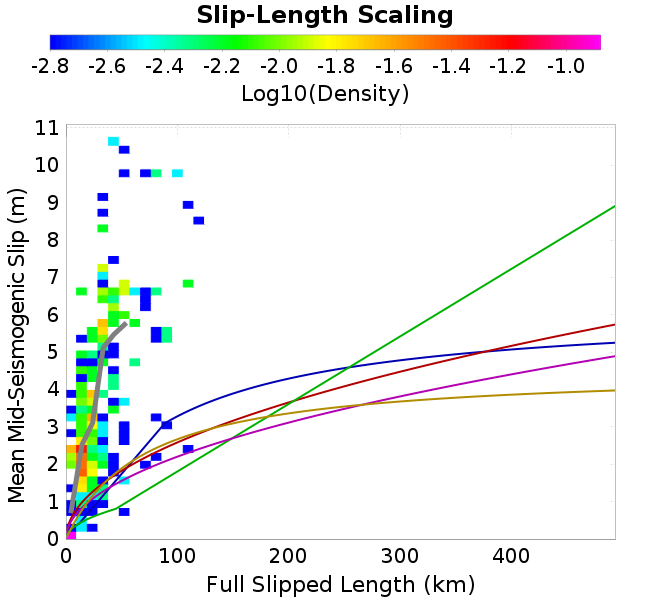 Slip-Length Scaling
-2.8 -2.6 -2.4 -2.2 -2.0 -1.8 -1.6 -1.4 -1.2 -1.0
Log10(Density)
11
10
9
8
7
6
5
4
3
2
1
0
Mean Mid-Seismogenic Slip (m)
0 100 200 300 400
Full Slipped Length (km)